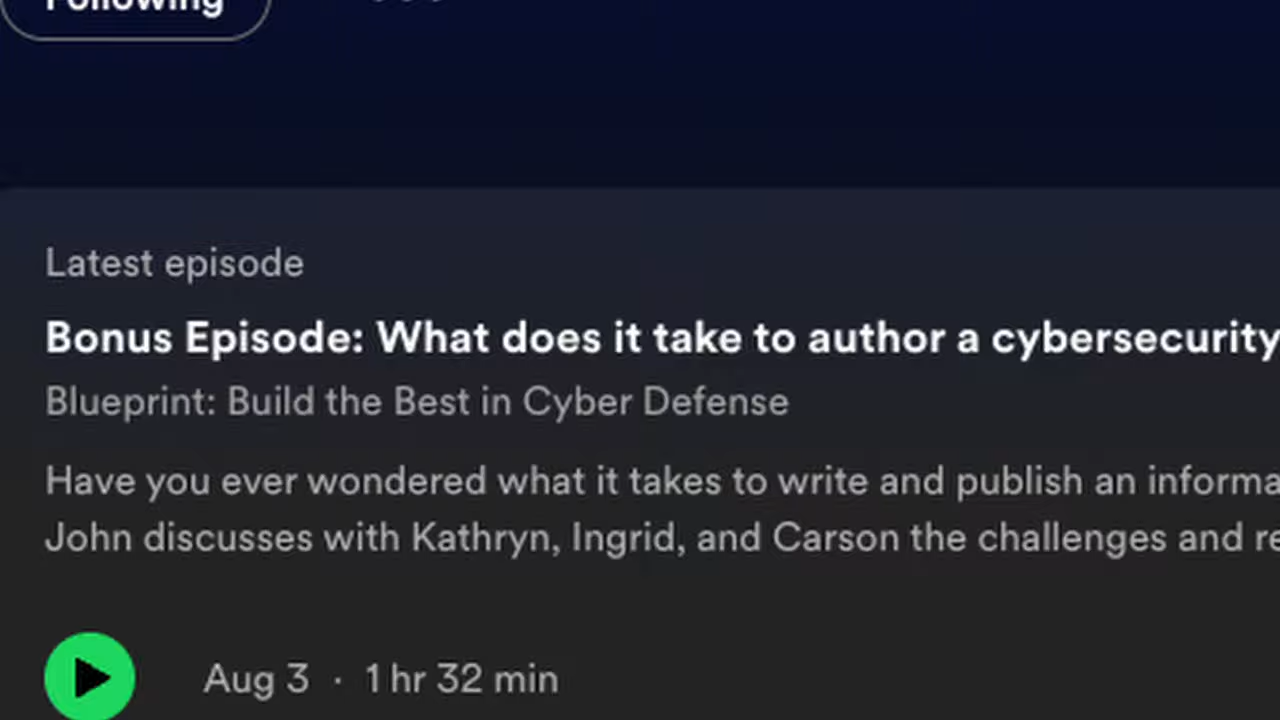 Following
Latest episode
Bonus Episode: What does it take to author a cybersecurity
Blueprint: Build the Best in Cyber Defense
Have you ever wondered what it takes to write and publish an informa
John discusses with Kathryn, Ingrid, and Carson the challenges and re
Aug 3 · 1 hr 32 min